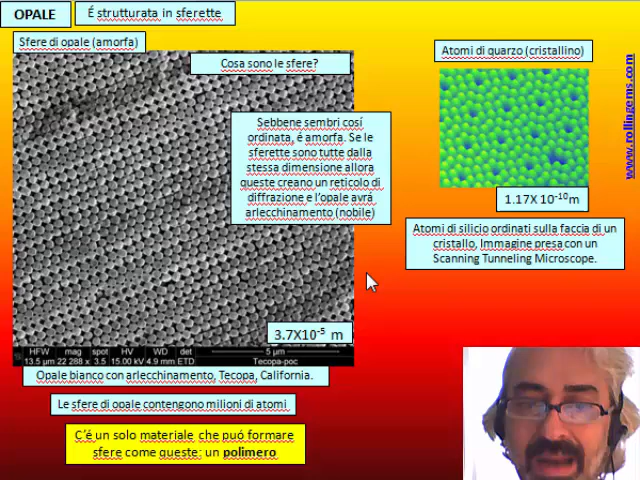 OPALE
É strutturata in sferette
Sfere di opale (amorfa)
Cosa sono le sfere?
Atomi di quarzo (cristallino)
www.rollingems.com
Sebbene sembri cosí
ordinata, é amorfa. Se le
sferette sono tutte dalla
stessa dimensione allora
queste creano un reticolo di
diffrazione e l'opale avrá
arlecchinamento (nobile)
1.17X 10-10 m
Atomi di silicio ordinati sulla faccia di un
cristallo, Immagine presa con un
Scanning Tunneling Microscope.
3.7X10-5 m
HFW mag spot HV WD det
13.5 µm 22 288 x 3.5 15.00 kV 4.9 mm ETD
5 µm
Tecopa-poc
Opale bianco con arlecchinamento, Tecopa, California.
Le sfere di opale contengono milioni di atomi
C'é un solo materiale che puó formare
sfere come queste: un polimero